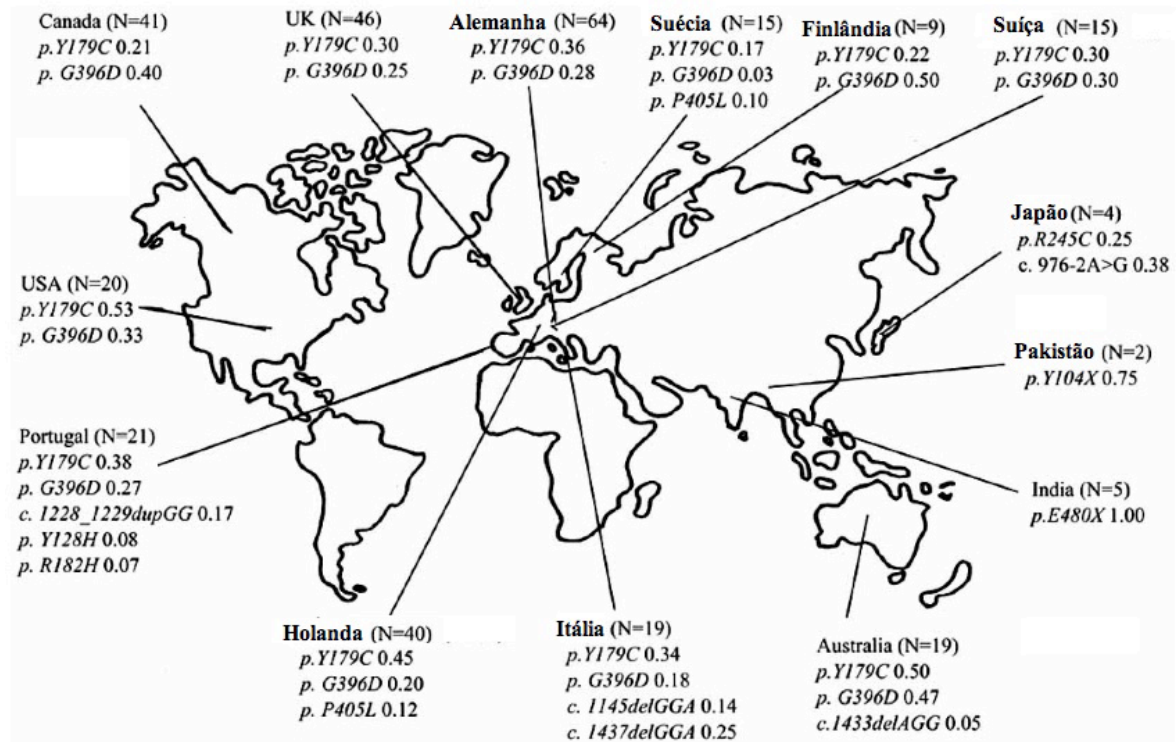 Canada (N=41)
p.Y179C 0.21
p. G396D 0.40
UK (N=46)
p.Y179C 0.30
p. G396D 0.25
Alemanha (N=64)
p.Y179C 0.36
p. G396D 0.28
Suécia (N=15)
p.Y179C 0.17
p. G396D 0.03
p. P405L 0.10
Finlândia (N=9)
p.Y179C 0.22
p. G396D 0.50
Suíça (N=15)
p.Y179C 0.30
p. G396D 0.30
Japão (N=4)
p.R245C 0.25
c. 976-2A>G 0.38
USA (N=20)
p.Y179C 0.53
p. G396D 0.33
Pakistão (N=2)
p.Y104X 0.75
Portugal (N=21)
p.Y179C 0.38
p. G396D 0.27
c. 1228_1229dupGG 0.17
p. Y128H 0.08
p. R182H 0.07
India (N=5)
p.E480X 1.00
Holanda (N=40)
p.Y179C 0.45
p. G396D 0.20
p. P405L 0.12
Itália (N=19)
p.Y179C 0.34
p. G396D 0.18
c. 1145delGGA 0.14
c. 1437delGGA 0.25
Australia (N=19)
p.Y179C 0.50
p. G396D 0.47
c.1433delAGG 0.05